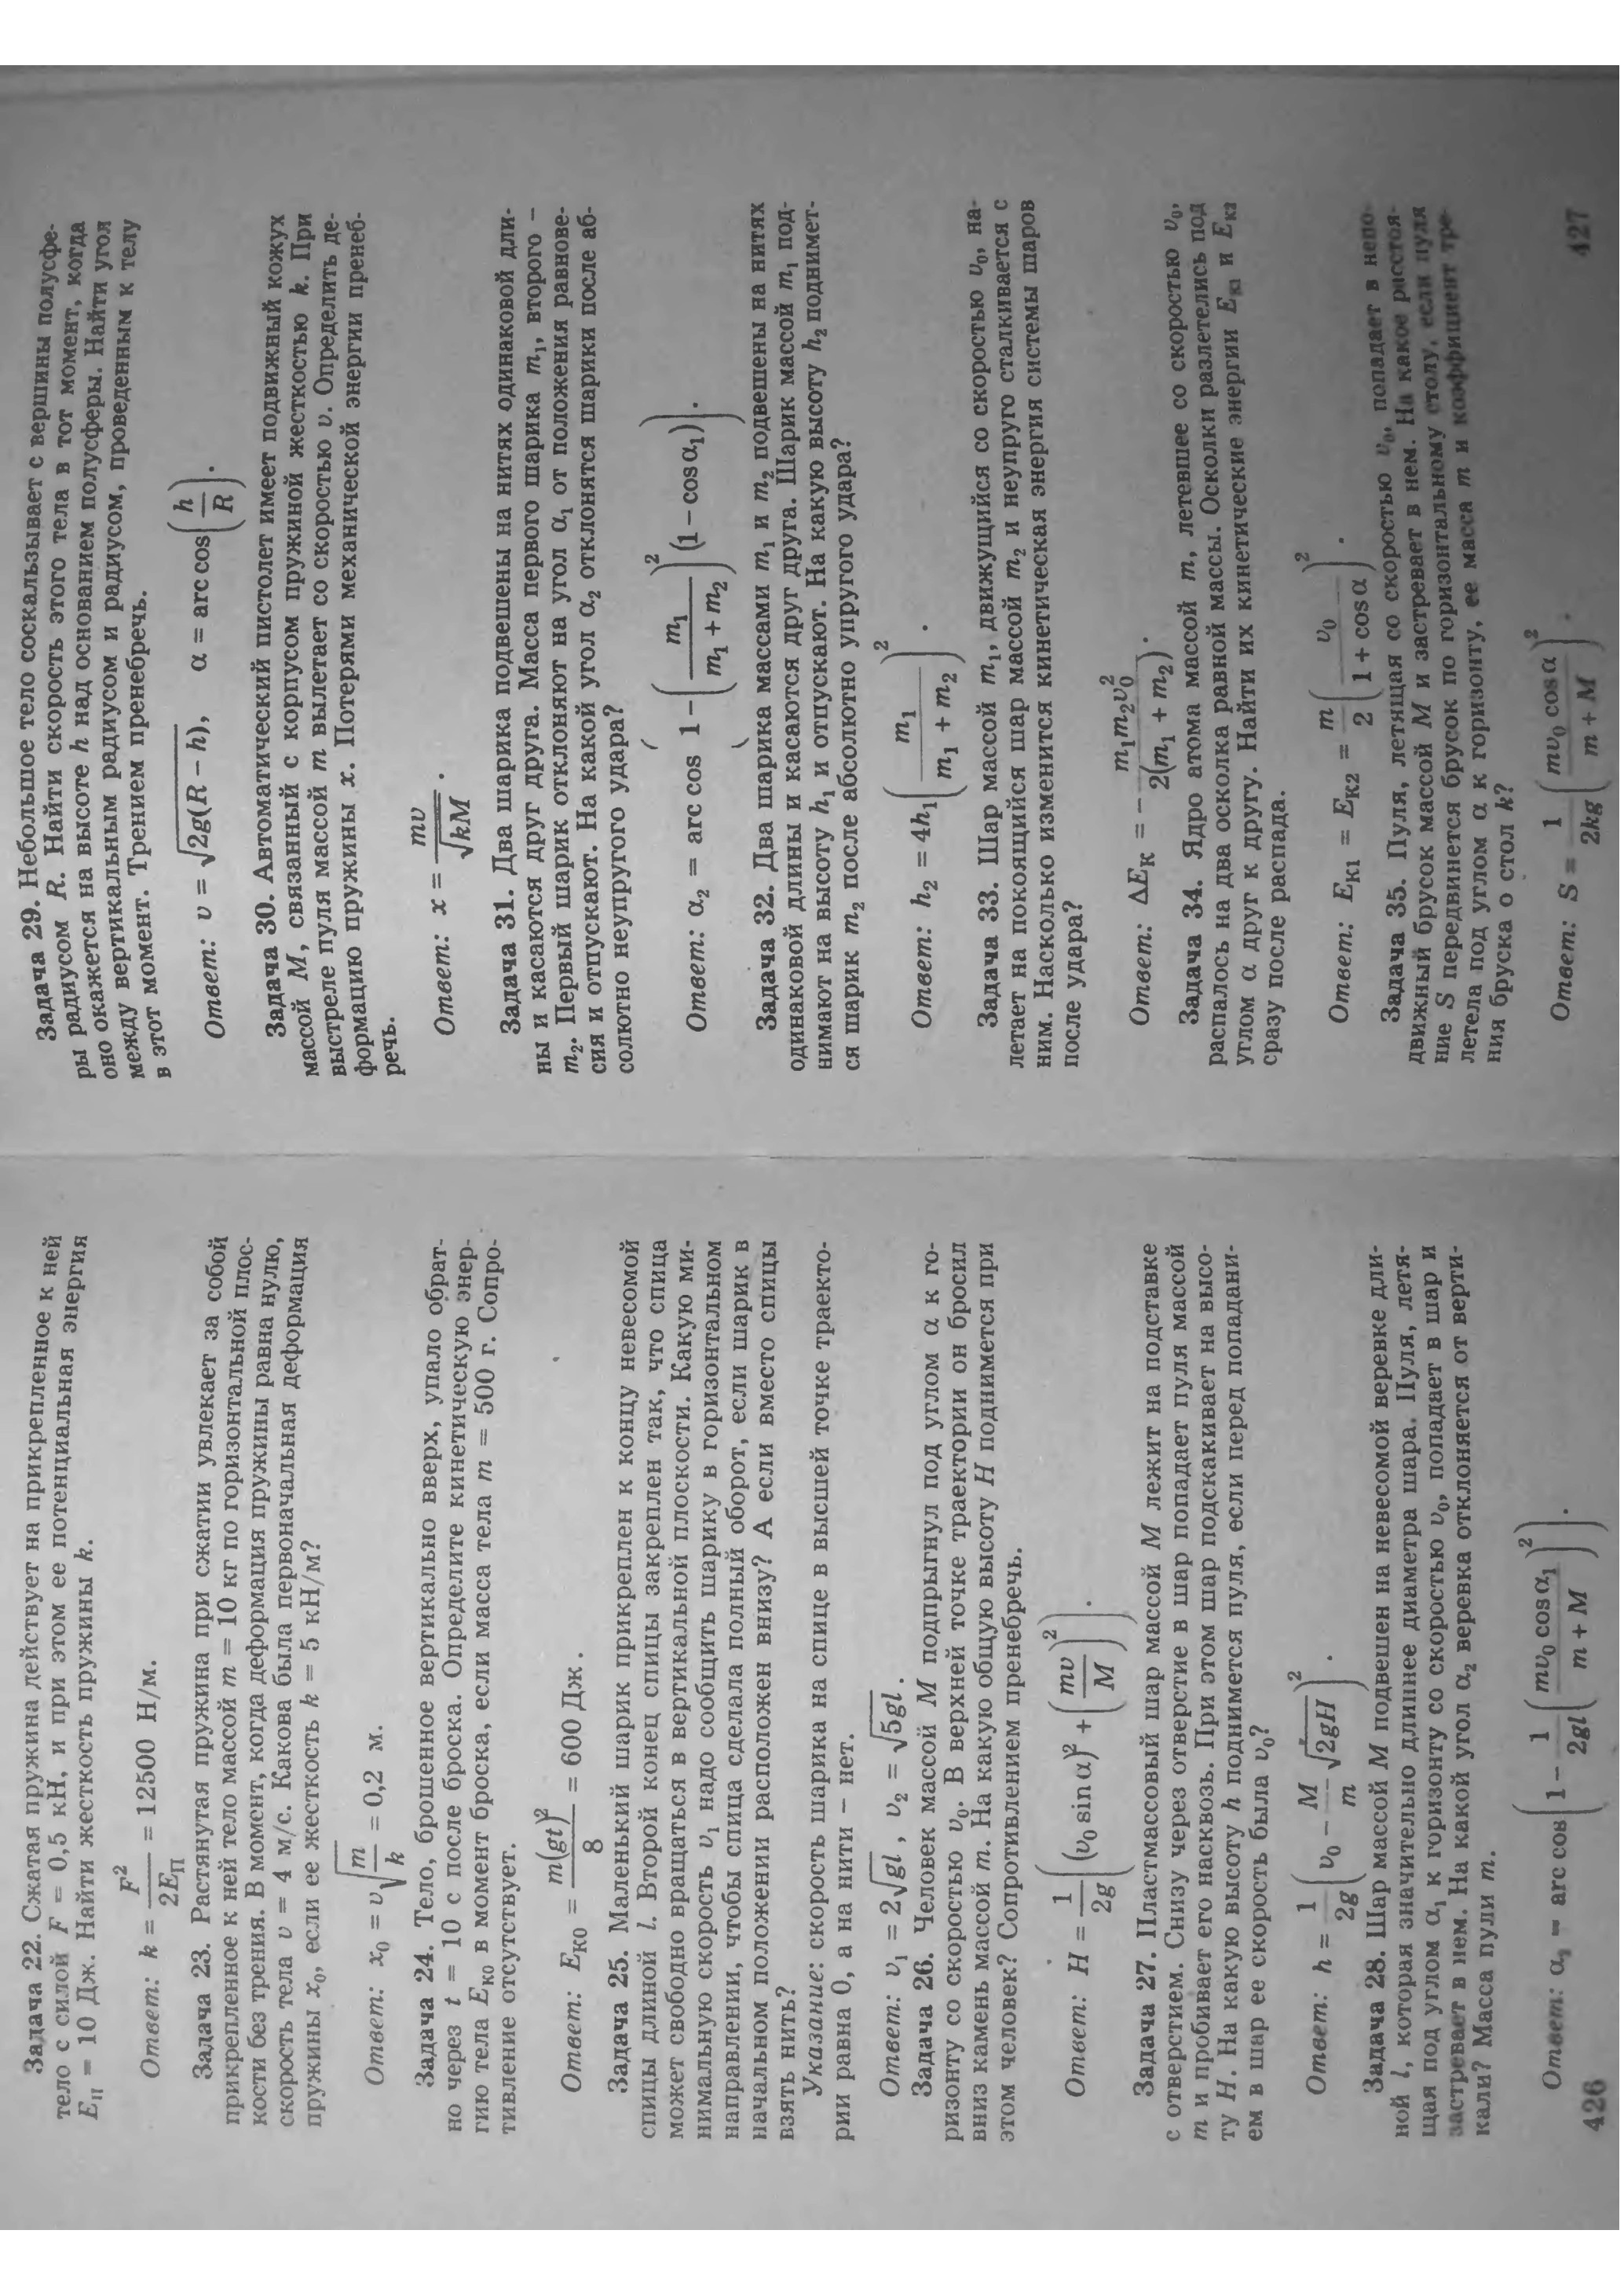 Задача 22. Сжатая пружина действует на прикрепленное к ней
тело с силой F = 0,5 кН, и при этом ее потенциальная энергия
Eп = 10 Дж. Найти жесткость пружины k.
Ответ: k = F²/2Eп = 12500 Н/м.
Задача 23. Растянутая пружина при сжатии увлекает за собой
прикрепленное к ней тело массой m = 10 кг по горизонтальной плос-
кости без трения. В момент, когда деформация пружины равна нулю,
скорость тела v = 4 м/с. Какова была первоначальная деформация
пружины x₀, если ее жесткость k = 5 кН/м?
Ответ: x₀ = v√(m/k) = 0,2 м.
Задача 24. Тело, брошенное вертикально вверх, упало обрат-
но через t = 10 с после броска. Определите кинетическую энер-
гию тела Eк0 в момент броска, если масса тела m = 500 г. Сопро-
тивление отсутствует.
Ответ: Eк0 = m(gt)²/8 = 600 Дж.
Задача 25. Маленький шарик прикреплен к концу невесомой
спицы длиной l. Второй конец спицы закреплен так, что спица
может свободно вращаться в вертикальной плоскости. Какую ми-
нимальную скорость v₁ надо сообщить шарику в горизонтальном
направлении, чтобы спица сделала полный оборот, если шарик в
начальном положении расположен внизу? А если вместо спицы
взять нить?
Указание: скорость шарика на спице в высшей точке траекто-
рии равна 0, а на нити – нет.
Ответ: v₁ = 2√gl, v₂ = √5gl.
Задача 26. Человек массой M подпрыгнул под углом α к го-
ризонту со скоростью v₀. В верхней точке траектории он бросил
вниз камень массой m. На какую общую высоту H поднимется при
этом человек? Сопротивлением пренебречь.
Ответ: H = 1/2g ((v₀ sin α)² + (mv/M)²).
Задача 27. Пластмассовый шар массой M лежит на подставке
с отверстием. Снизу через отверстие в шар попадает пуля массой
m и пробивает его насквозь. При этом шар подскакивает на высо-
ту H. На какую высоту h поднимется пуля, если перед попадани-
ем в шар ее скорость была v₀?
Ответ: h = 1/2g (v₀ − M/m √2gH)².
Задача 28. Шар массой M подвешен на невесомой веревке дли-
ной l, которая значительно длиннее диаметра шара. Пуля, летя-
щая под углом α₁ к горизонту со скоростью v₀, попадает в шар и
застревает в нем. На какой угол α₂ веревка отклоняется от верти-
кали? Масса пули m.
Ответ: α₂ = arc cos(1 − 1/2gl (mv₀ cos α₁/m + M)²).
426
Задача 29. Небольшое тело соскальзывает с вершины полусфе-
ры радиусом R. Найти скорость этого тела в тот момент, когда
оно окажется на высоте h над основанием полусферы. Найти угол
между вертикальным радиусом и радиусом, проведенным к телу
в этот момент. Трением пренебречь.
Ответ: v = √2g(R − h), α = arc cos(h/R).
Задача 30. Автоматический пистолет имеет подвижный кожух
массой M, связанный с корпусом пружиной жесткостью k. При
выстреле пуля массой m вылетает со скоростью v. Определить де-
формацию пружины x. Потерями механической энергии пренеб-
речь.
Ответ: x = mv/√kM.
Задача 31. Два шарика подвешены на нитях одинаковой дли-
ны и касаются друг друга. Масса первого шарика m₁, второго –
m₂. Первый шарик отклоняют на угол α₁ от положения равнове-
сия и отпускают. На какой угол α₂ отклонятся шарики после аб-
солютно неупругого удара?
Ответ: α₂ = arc cos (1 − (m₁/m₁ + m₂)² (1 − cos α₁)).
Задача 32. Два шарика массами m₁ и m₂ подвешены на нитях
одинаковой длины и касаются друг друга. Шарик массой m₁ под-
нимают на высоту h₁ и отпускают. На какую высоту h₂ поднимет-
ся шарик m₂ после абсолютно упругого удара?
Ответ: h₂ = 4h₁(m₁/m₁ + m₂)².
Задача 33. Шар массой m₁, движущийся со скоростью v₀, на-
летает на покоящийся шар массой m₂ и неупруго сталкивается с
ним. Насколько изменится кинетическая энергия системы шаров
после удара?
Ответ: ΔEк = − m₁m₂v₀²/2(m₁ + m₂).
Задача 34. Ядро атома массой m, летевшее со скоростью v₀,
распалось на два осколка равной массы. Осколки разлетелись под
углом α друг к другу. Найти их кинетические энергии Eк1 и Eк2
сразу после распада.
Ответ: Eк1 = Eк2 = m/2 (v₀/1 + cos α)².
Задача 35. Пуля, летящая со скоростью v₀, попадает в непо-
движный брусок массой M и застревает в нем. На какое расстоя-
ние S передвинется брусок по горизонтальному столу, если пуля
летела под углом α к горизонту, ее масса m и коэффициент тре-
ния бруска о стол k?
Ответ: S = 1/2kg (mv₀ cos α/m + M)².
427